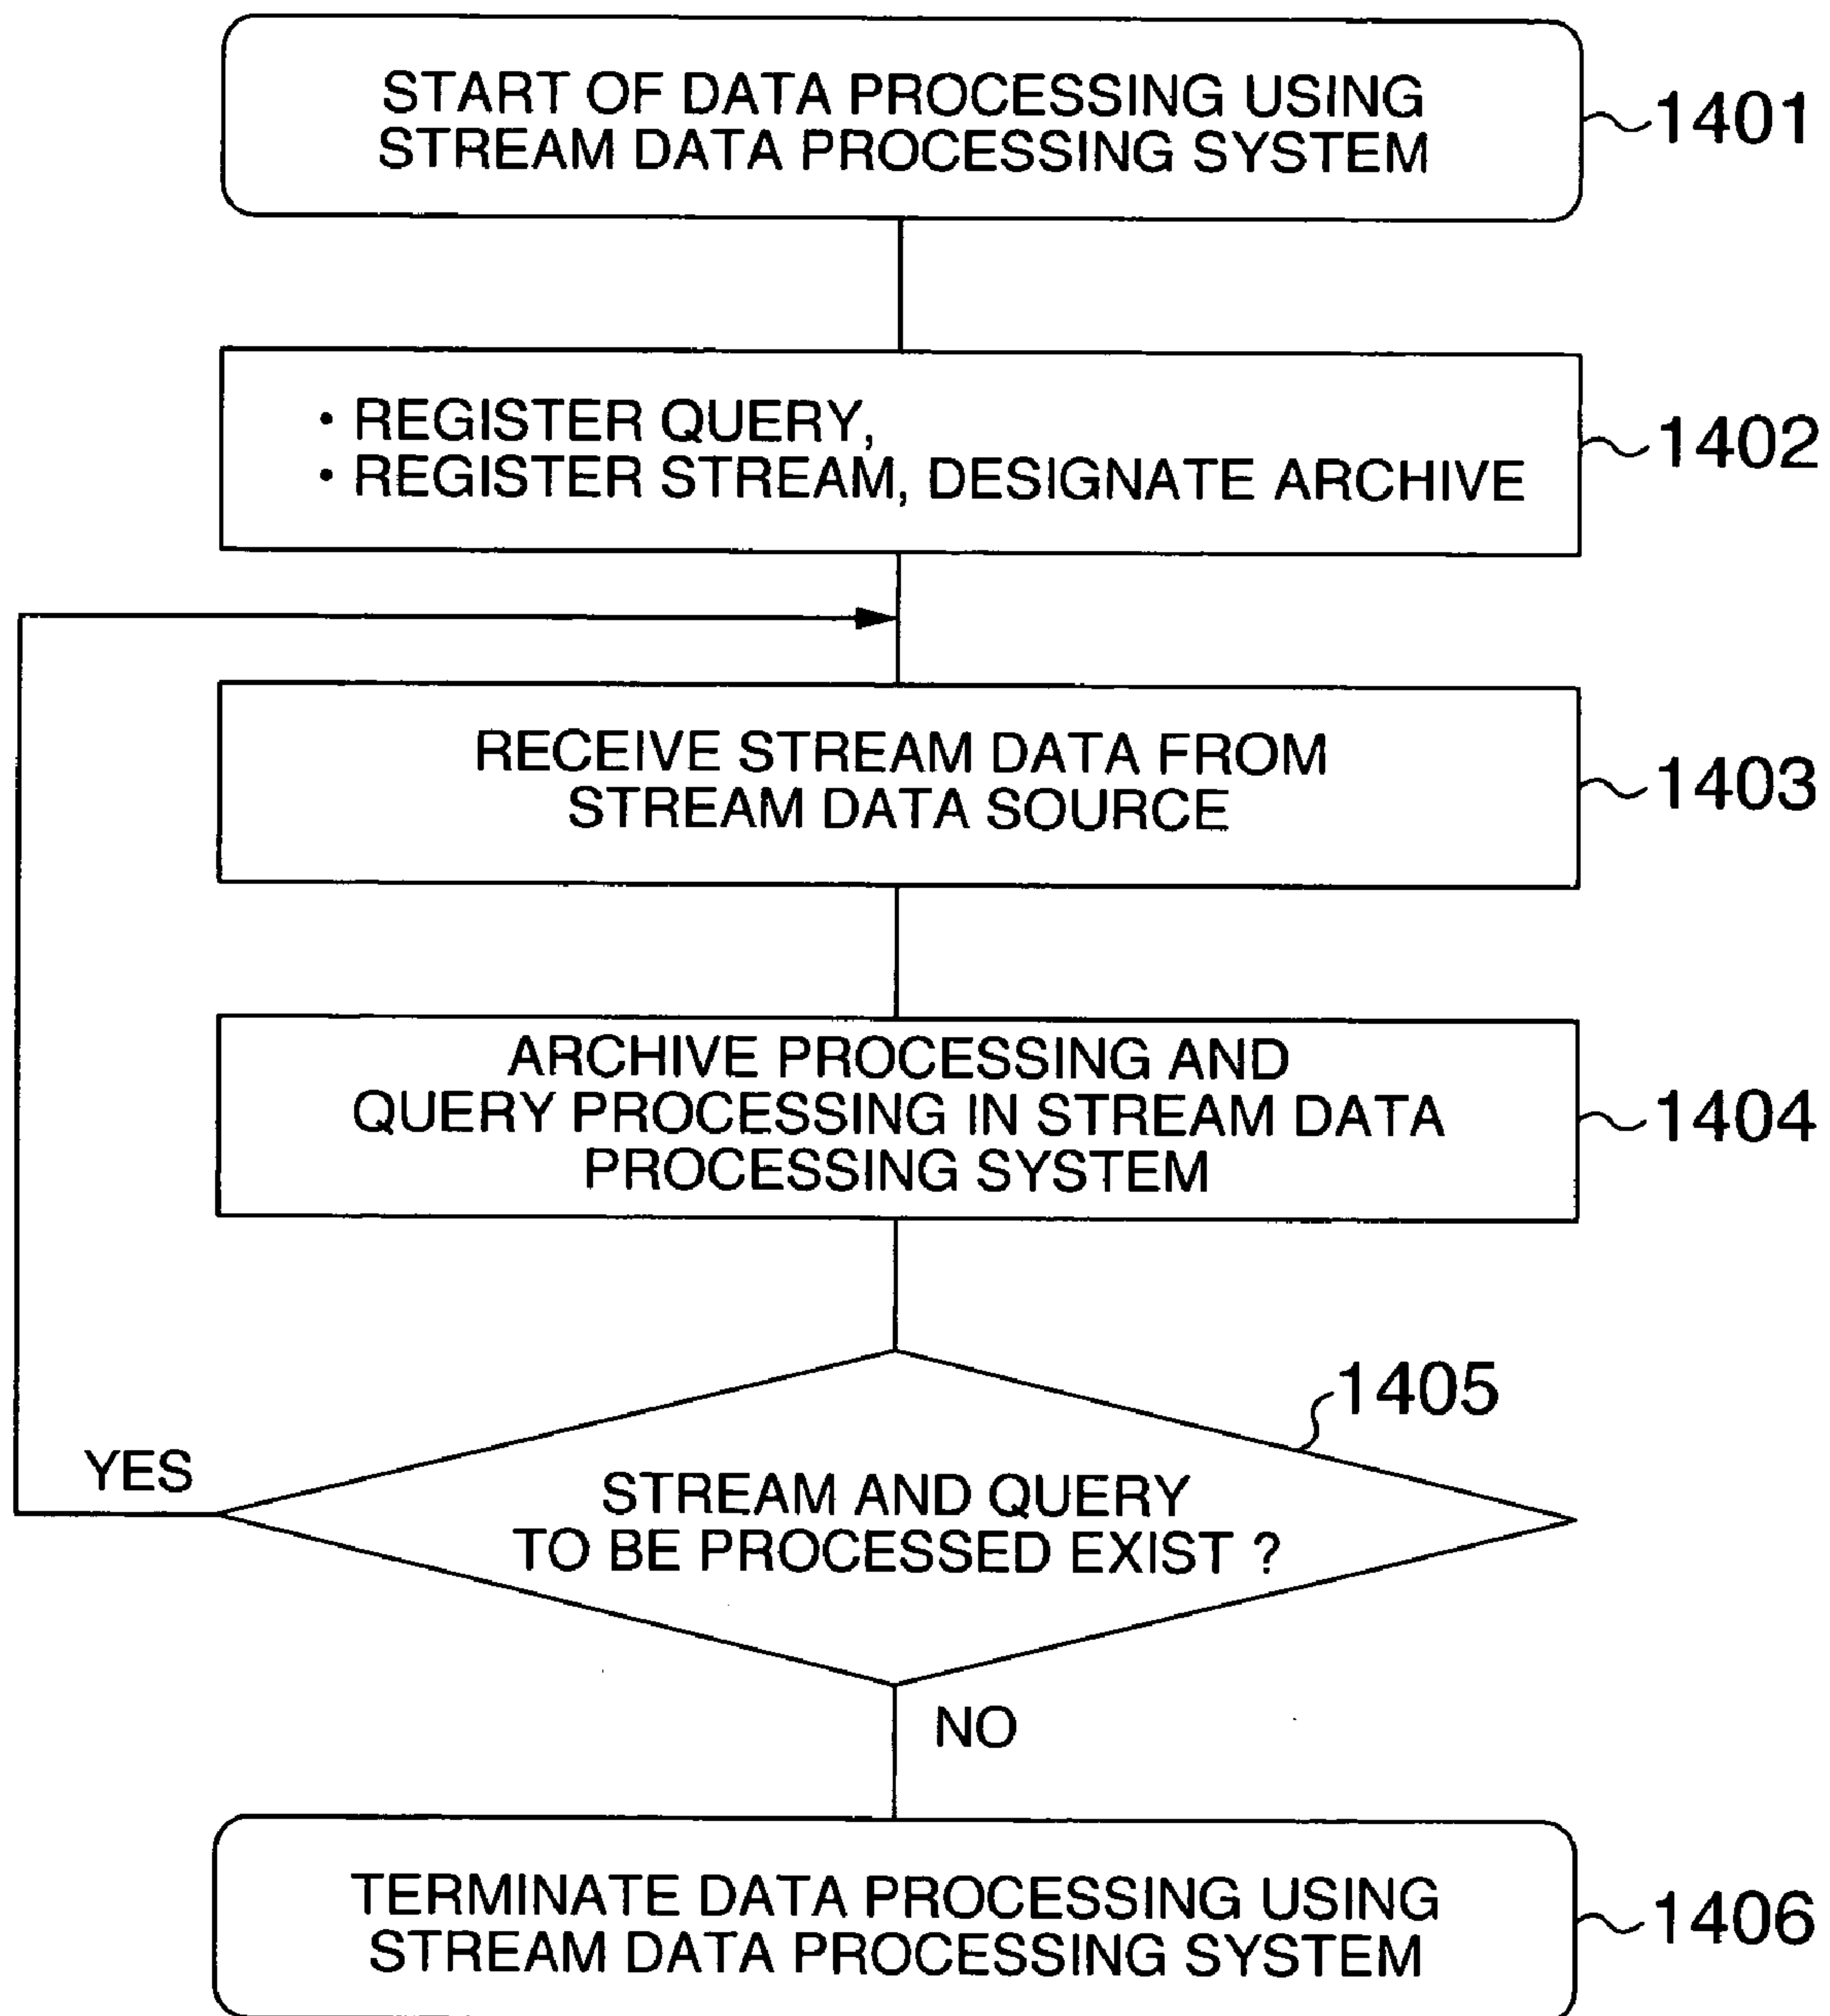 START OF DATA PROCESSING USING
STREAM DATA PROCESSING SYSTEM
1401
• REGISTER QUERY,
• REGISTER STREAM, DESIGNATE ARCHIVE
1402
RECEIVE STREAM DATA FROM
STREAM DATA SOURCE
1403
ARCHIVE PROCESSING AND
QUERY PROCESSING IN STREAM DATA
PROCESSING SYSTEM
1404
1405
YES
STREAM AND QUERY
TO BE PROCESSED EXIST ?
NO
TERMINATE DATA PROCESSING USING
STREAM DATA PROCESSING SYSTEM
1406